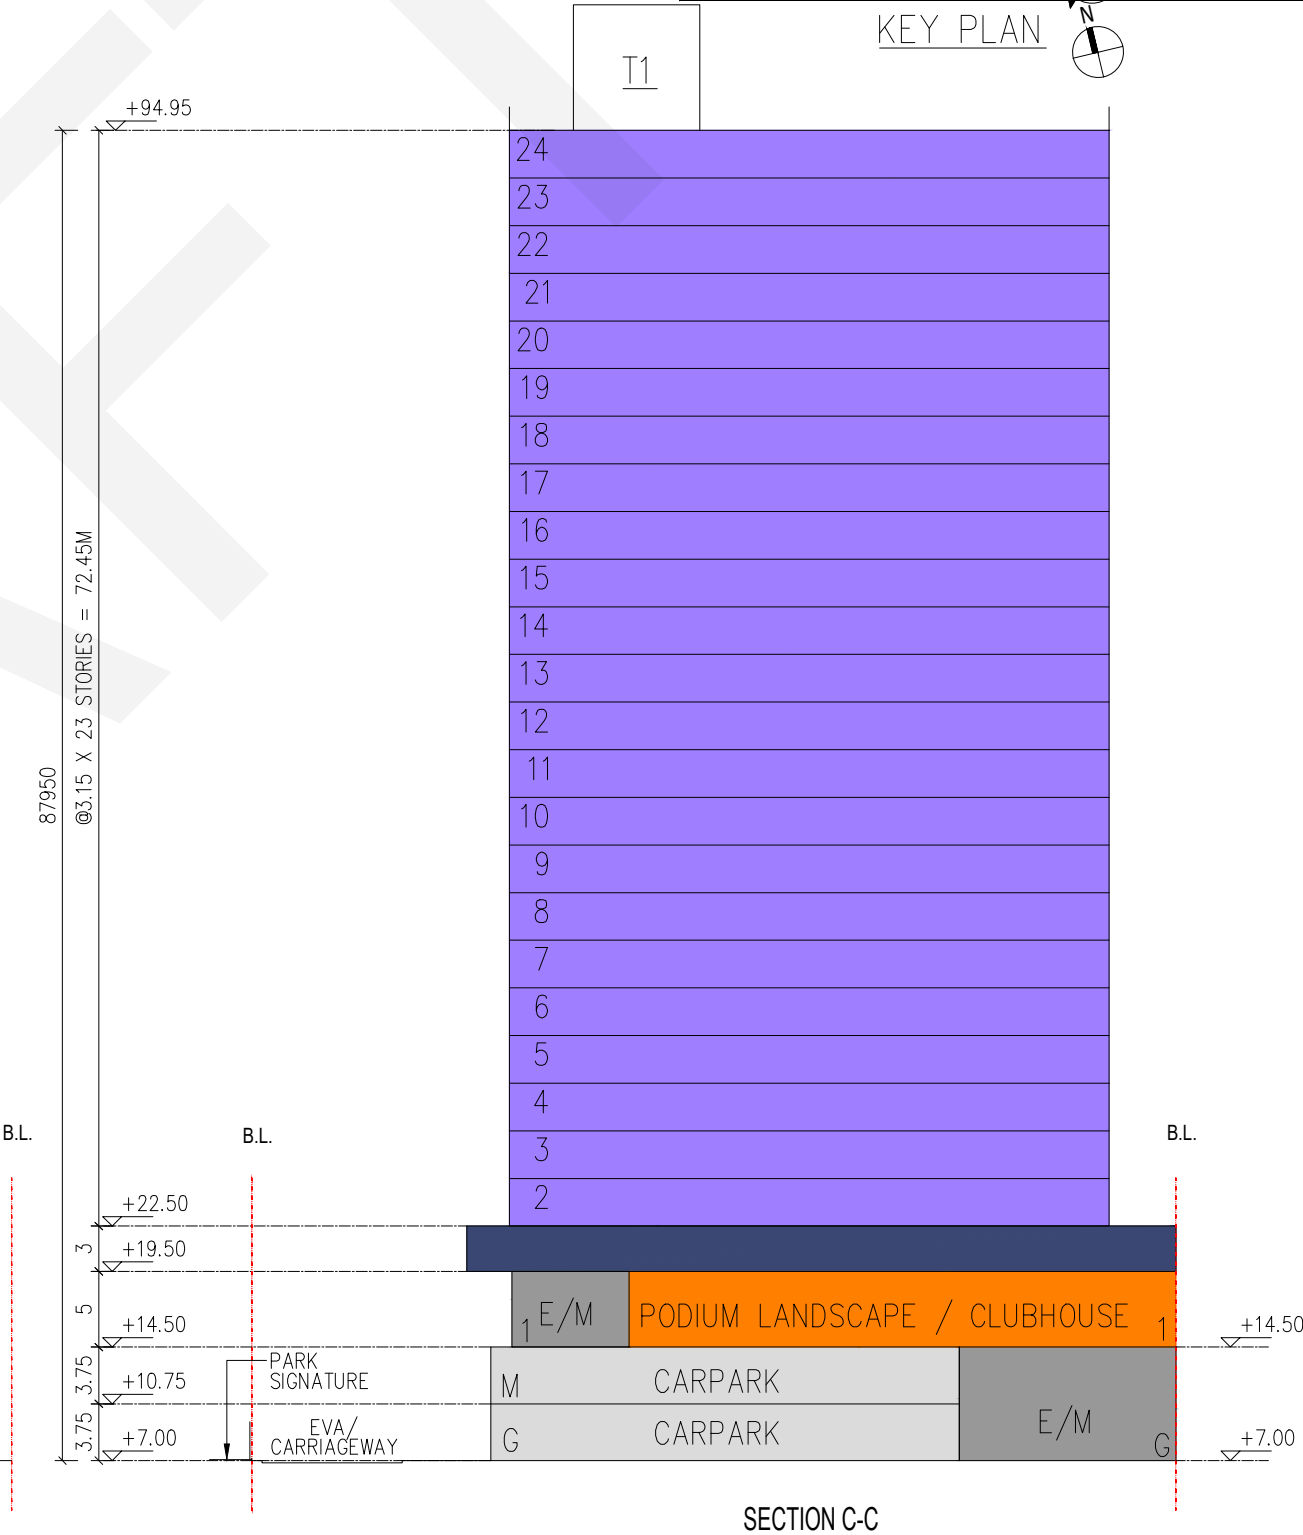 KEY PLAN
N
T1
+94.95
24
23
22
21
20
19
18
17
16
15
14
13
12
11
10
9
8
7
6
5
4
3
2
87950
@3.15 X 23 STORIES = 72.45M
B.L.
B.L.
B.L.
+22.50
3
+19.50
5
E/M
1
PODIUM LANDSCAPE / CLUBHOUSE
1
+14.50
+14.50
3.75
PARK
SIGNATURE
+10.75
M
CARPARK
3.75
EVA/
CARRIAGEWAY
+7.00
G
CARPARK
E/M
G
+7.00
SECTION C-C